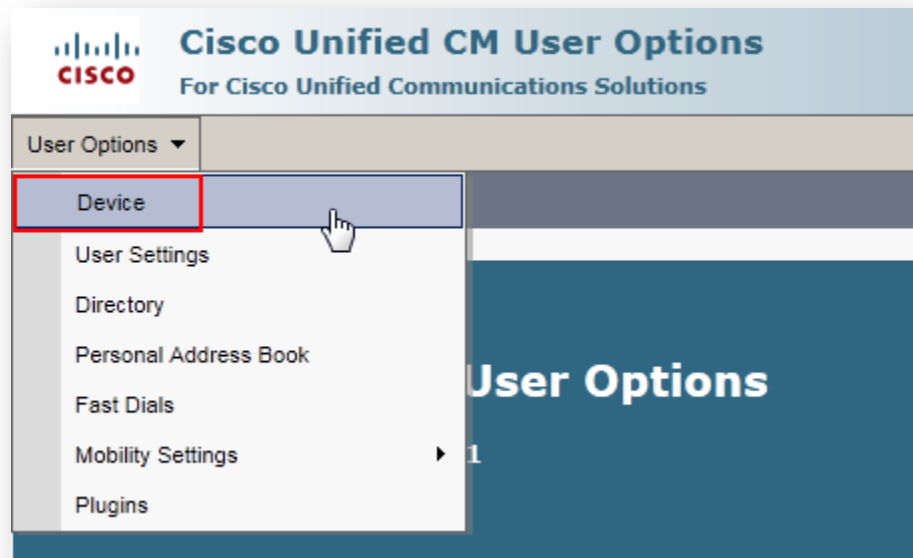 CISCO
Cisco Unified CM User Options
For Cisco Unified Communications Solutions
User Options
Device
User Settings
Directory
Personal Address Book
User Options
Fast Dials
Mobility Settings
1
Plugins